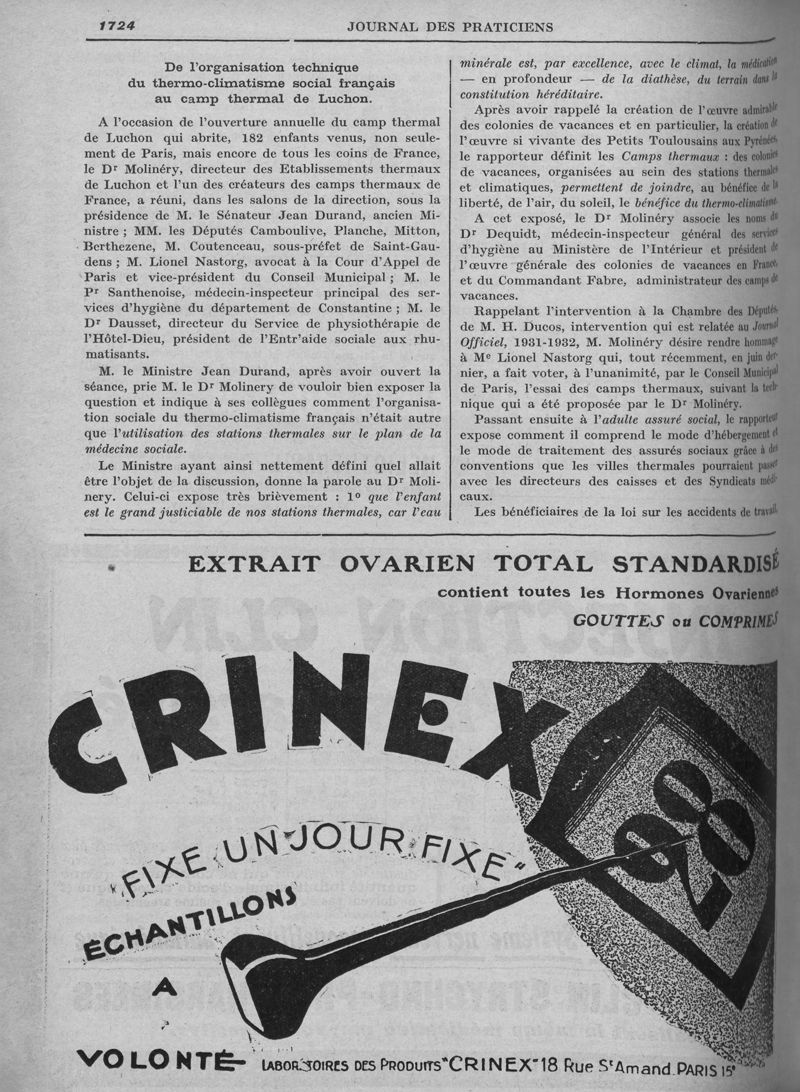 1724
JOURNAL DES PRATICIENS
De l'organisation technique
du thermo-climatisme social français
au camp thermal de Luchon.
A l'occasion de l'ouverture annuelle du camp thermal
de Luchon qui abrite, 182 enfants venus, non seule-
ment de Paris, mais encore de tous les coins de France,
le Dr Molinéry, directeur des Etablissements thermaux
de Luchon et l'un des créateurs des camps thermaux de
France, a réuni, dans les salons de la direction, sous la
présidence de M. le Sénateur Jean Durand, ancien Mi-
nistre ; MM. les Députés Camboulive, Planche, Mitton,
Berthezene, M. Coutenceau, sous-préfet de Saint-Gau-
dens ; M. Lionel Nastorg, avocat à la Cour d'Appel de
Paris et vice-président du Conseil Municipal ; M. le
Pr Santhenoise, médecin-inspecteur principal des ser-
vices d'hygiène du département de Constantine ; M. le
Dr Dausset, directeur du Service de physiothérapie de
l'Hôtel-Dieu, président de l'Entr'aide sociale aux rhu-
matisants.
M. le Ministre Jean Durand, après avoir ouvert la
séance, prie M. le Dr Molinery de vouloir bien exposer la
question et indique à ses collègues comment l'organisa-
tion sociale du thermo-climatisme français n'était autre
que l'utilisation des stations thermales sur le plan de la
médecine sociale.
Le Ministre ayant ainsi nettement défini quel allait
être l'objet de la discussion, donne la parole au Dr Moli-
nery. Celui-ci expose très brièvement : 1o que l'enfant
est le grand justiciable de nos stations thermales, car l'eau
minérale est, par excellence, avec le climat, la médication
— en profondeur — de la diathèse, du terrain dans la
constitution héréditaire.
Après avoir rappelé la création de l'œuvre admirable
des colonies de vacances et en particulier, la création de
l'œuvre si vivante des Petits Toulousains aux Pyrénées,
le rapporteur définit les Camps thermaux : des colonies
de vacances, organisées au sein des stations thermales
et climatiques, permettent de joindre, au bénéfice de la
liberté, de l'air, du soleil, le bénéfice du thermo-climatisme.
A cet exposé, le Dr Molinéry associe les noms du
Dr Dequidt, médecin-inspecteur général des services
d'hygiène au Ministère de l'Intérieur et président de
l'œuvre générale des colonies de vacances en France,
et du Commandant Fabre, administrateur des camps de
vacances.
Rappelant l'intervention à la Chambre des Députés,
de M. H. Ducos, intervention qui est relatée au Journal
Officiel, 1931-1932, M. Molinéry désire rendre hommage
à Me Lionel Nastorg qui, tout récemment, en juin der-
nier, a fait voter, à l'unanimité, par le Conseil Municipal
de Paris, l'essai des camps thermaux, suivant la tech-
nique qui a été proposée par le Dr Molinéry.
Passant ensuite à l'adulte assuré social, le rapporteur
expose comment il comprend le mode d'hébergement et
le mode de traitement des assurés sociaux grâce à des
conventions que les villes thermales pourraient passer
avec les directeurs des caisses et des Syndicats médi-
caux.
Les bénéficiaires de la loi sur les accidents de travail,
EXTRAIT OVARIEN TOTAL STANDARDISÉ
contient toutes les Hormones Ovariennes
GOUTTES ou COMPRIMÉS
CRINEX
28
"FIXE UN JOUR FIXE"
ÉCHANTILLONS
A
VOLONTÉ
LABORATOIRES DES PRODUITS "CRINEX" 18 Rue St Amand. PARIS 15e